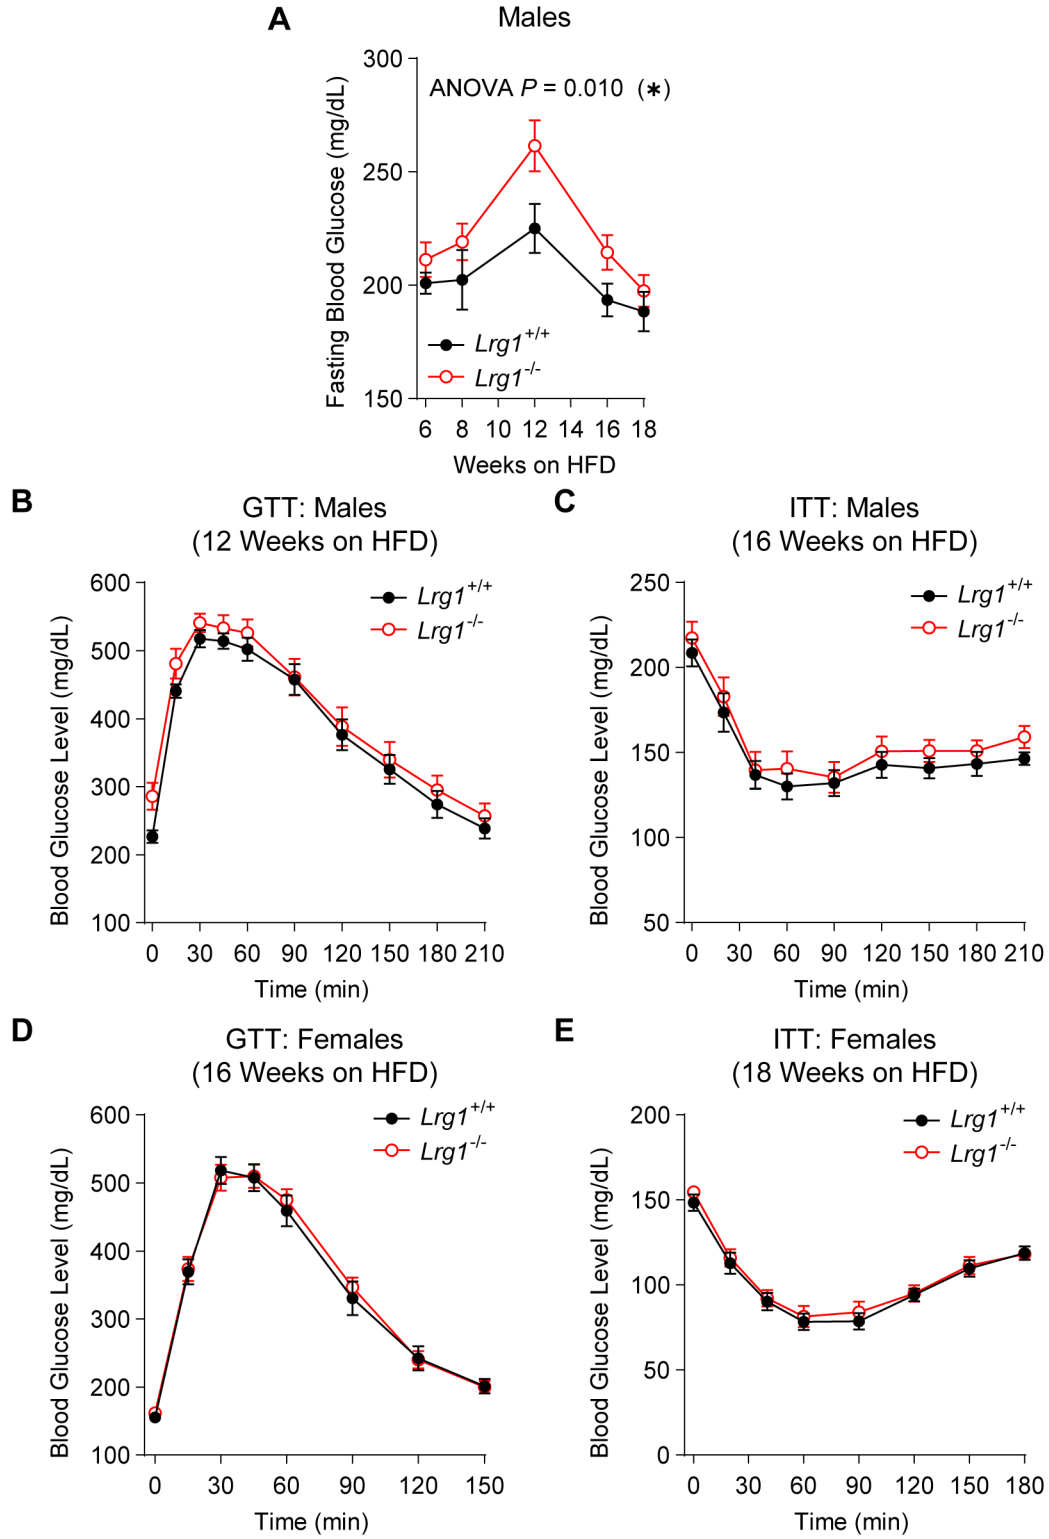 A
Males
300
250
200
150
Fasting Blood Glucose (mg/dL)
ANOVA P = 0.010 (∗)
Lrg1+/+
Lrg1-/-
6 8 10 12 14 16 18
Weeks on HFD
B
GTT: Males
(12 Weeks on HFD)
600
500
400
300
200
100
Blood Glucose Level (mg/dL)
Lrg1+/+
Lrg1-/-
0 30 60 90 120 150 180 210
Time (min)
C
ITT: Males
(16 Weeks on HFD)
250
200
150
100
50
Blood Glucose Level (mg/dL)
Lrg1+/+
Lrg1-/-
0 30 60 90 120 150 180 210
Time (min)
D
GTT: Females
(16 Weeks on HFD)
600
500
400
300
200
100
Blood Glucose Level (mg/dL)
Lrg1+/+
Lrg1-/-
0 30 60 90 120 150
Time (min)
E
ITT: Females
(18 Weeks on HFD)
200
150
100
50
0
Blood Glucose Level (mg/dL)
Lrg1+/+
Lrg1-/-
0 30 60 90 120 150 180
Time (min)